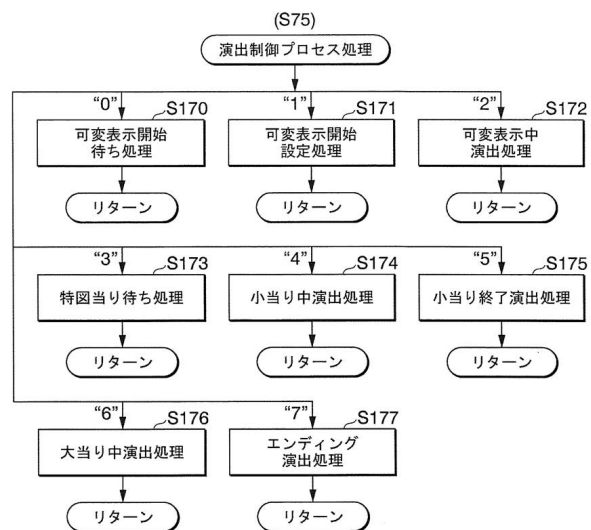 (S75)
演出制御プロセス処理
“0”
S170
“1”
S171
“2”
S172
可変表示開始
待ち処理
可変表示開始
設定処理
可変表示中
演出処理
リターン
リターン
リターン
“3”
S173
“4”
S174
“5”
S175
特図当り待ち処理
小当り中演出処理
小当り終了演出処理
リターン
リターン
リターン
“6”
S176
“7”
S177
大当り中演出処理
エンディング
演出処理
リターン
リターン